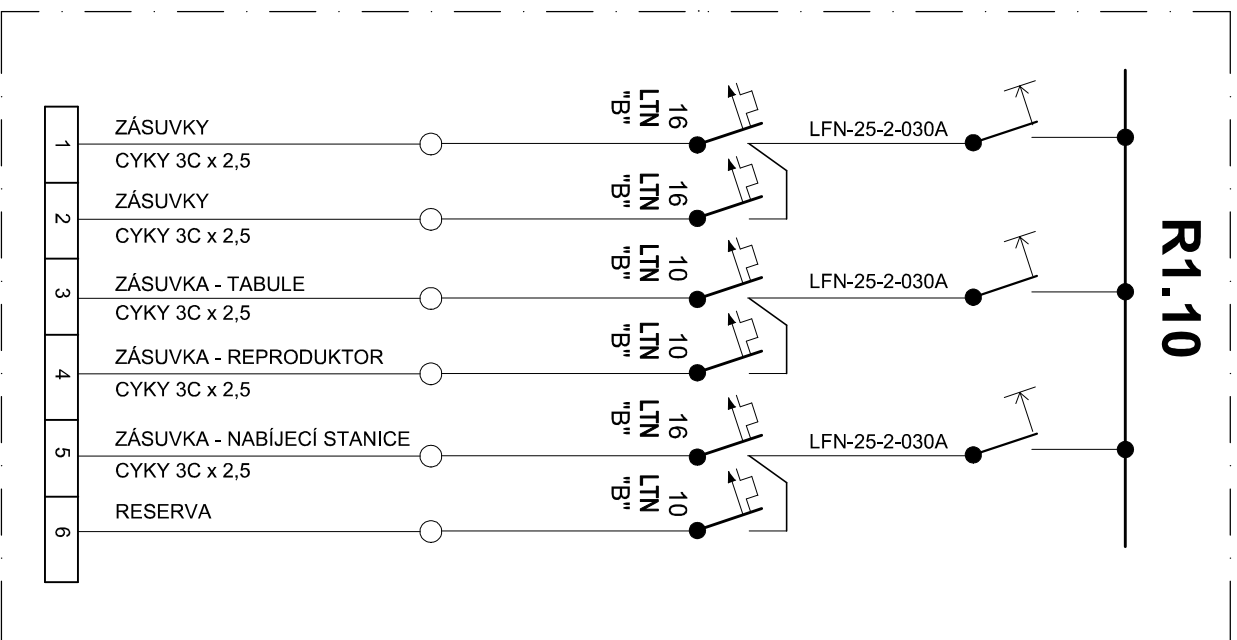 R1.10
1
ZÁSUVKY
CYKY 3C x 2,5
16
LTN
"B"
LFN-25-2-030A
2
ZÁSUVKY
CYKY 3C x 2,5
16
LTN
"B"
3
ZÁSUVKA - TABULE
CYKY 3C x 2,5
10
LTN
"B"
LFN-25-2-030A
4
ZÁSUVKA - REPRODUKTOR
CYKY 3C x 2,5
10
LTN
"B"
5
ZÁSUVKA - NABÍJECÍ STANICE
CYKY 3C x 2,5
16
LTN
"B"
LFN-25-2-030A
6
RESERVA
10
LTN
"B"